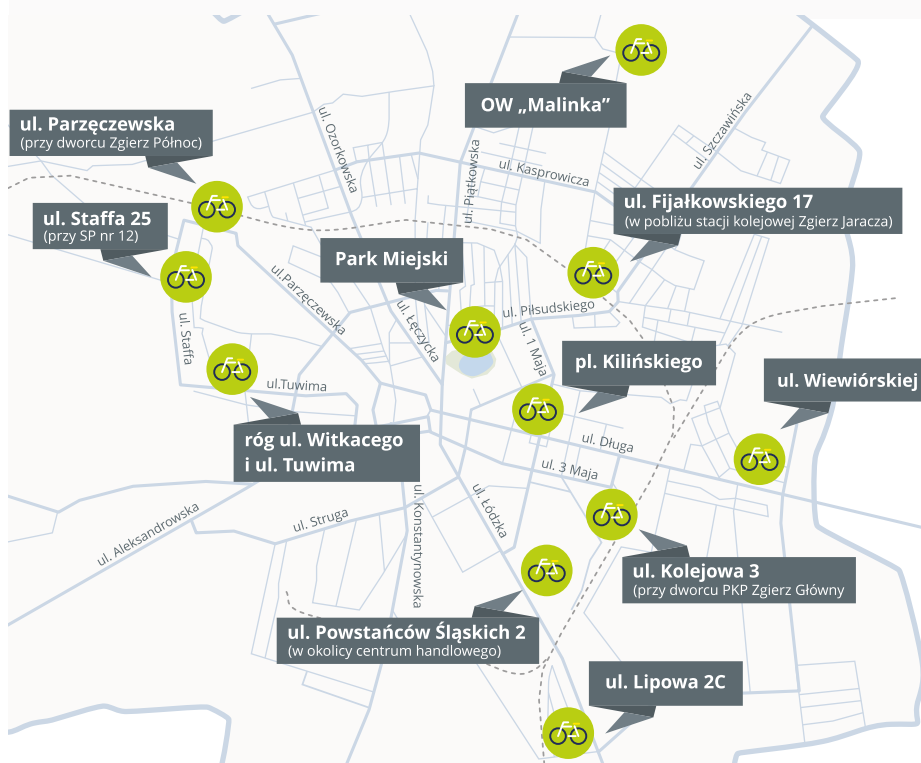 OW „Malinka”
ul. Parzęczewska
(przy dworcu Zgierz Północ)
ul. Szczawińska
ul. Ozorkowska
ul. Piątkowska
ul. Kasprowicza
ul. Fijałkowskiego 17
(w pobliżu stacji kolejowej Zgierz Jaracza)
ul. Staffa 25
(przy SP nr 12)
Park Miejski
ul.Parzęczewska
ul. Łęczycka
ul. Piłsudskiego
ul. 1 Maja
ul. Staffa
pl. Kilińskiego
ul. Wiewiórskiej
ul.Tuwima
róg ul. Witkacego
i ul. Tuwima
ul. Długa
ul. 3 Maja
ul. Łódzka
ul. Konstantynowska
ul. Struga
ul. Aleksandrowska
ul. Kolejowa 3
(przy dworcu PKP Zgierz Główny
ul. Powstańców Śląskich 2
(w okolicy centrum handlowego)
ul. Lipowa 2C